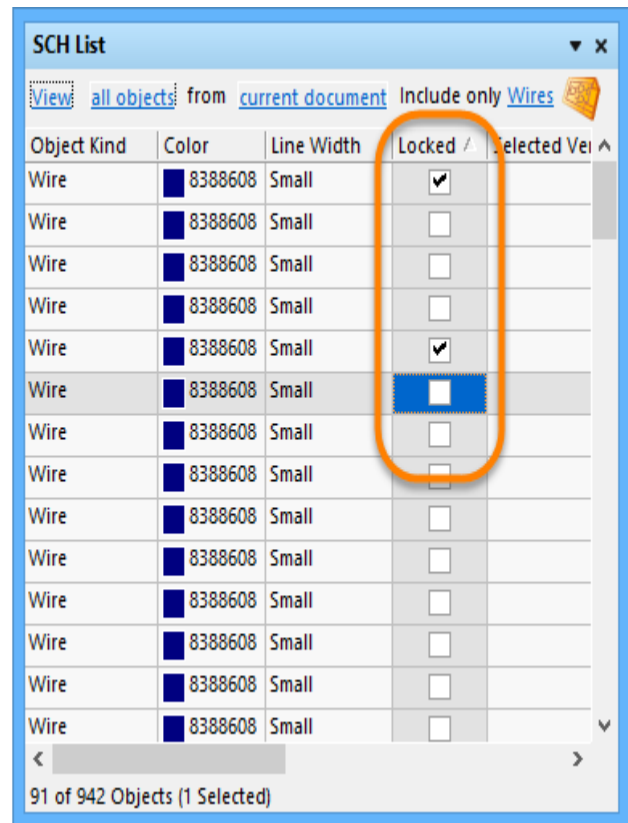 SCH List
View all objects from current document Include only Wires
Object Kind Color Line Width Locked Selected Ver
Wire 8388608 Small
Wire 8388608 Small
Wire 8388608 Small
Wire 8388608 Small
Wire 8388608 Small
Wire 8388608 Small
Wire 8388608 Small
Wire 8388608 Small
Wire 8388608 Small
Wire 8388608 Small
Wire 8388608 Small
Wire 8388608 Small
Wire 8388608 Small
Wire 8388608 Small
91 of 942 Objects (1 Selected)